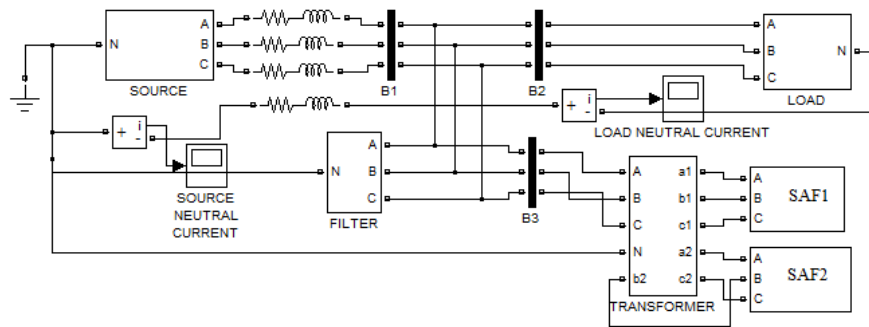 N
A
B
C
SOURCE
B1
B2
A
B
C
N
LOAD
+
i
-
LOAD NEUTRAL CURRENT
+
i
-
SOURCE
NEUTRAL
CURRENT
N
A
B
C
FILTER
B3
A
B
C
N
b2
a1
b1
c1
a2
c2
TRANSFORMER
A
B
C
SAF1
A
B
C
SAF2